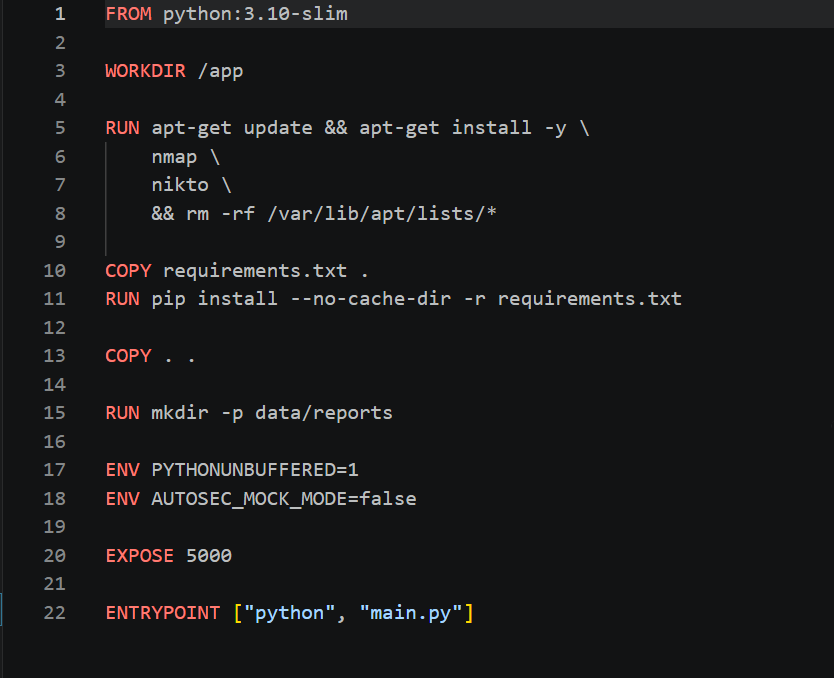 1 FROM python:3.10-slim
2
3 WORKDIR /app
4
5 RUN apt-get update && apt-get install -y \
6     nmap \
7     nikto \
8     && rm -rf /var/lib/apt/lists/*
9
10 COPY requirements.txt .
11 RUN pip install --no-cache-dir -r requirements.txt
12
13 COPY . .
14
15 RUN mkdir -p data/reports
16
17 ENV PYTHONUNBUFFERED=1
18 ENV AUTOSEC_MOCK_MODE=false
19
20 EXPOSE 5000
21
22 ENTRYPOINT ["python", "main.py"]